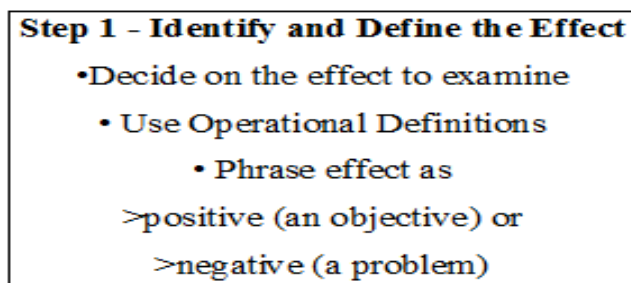 Step 1 - Identify and Define the Effect
•Decide on the effect to examine
• Use Operational Definitions
• Phrase effect as
>positive (an objective) or
>negative (a problem)